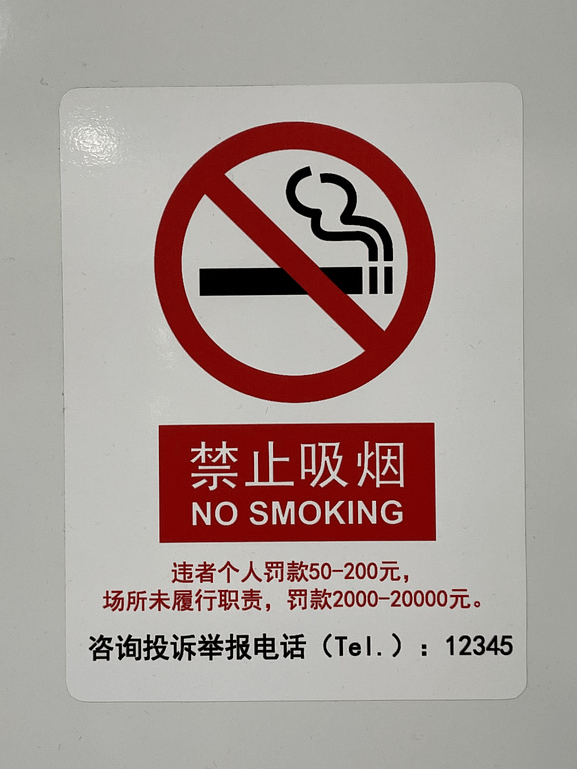 禁止吸烟
NO SMOKING
违者个人罚款50-200元，
场所未履行职责，罚款2000-20000元。
咨询投诉举报电话（Tel.）：12345